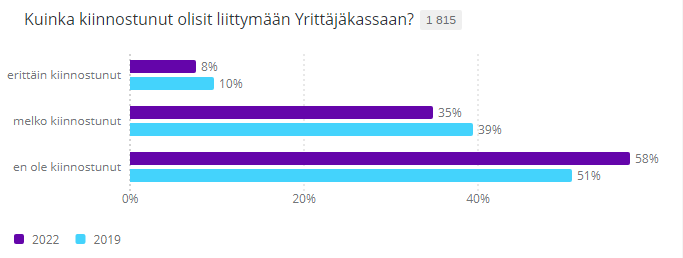 Kuinka kiinnostunut olisit liittymään Yrittäjäkassaan? 1 815
erittäin kiinnostunut 8%
10%
melko kiinnostunut 35%
39%
en ole kiinnostunut 58%
51%
0% 20% 40%
2022 2019